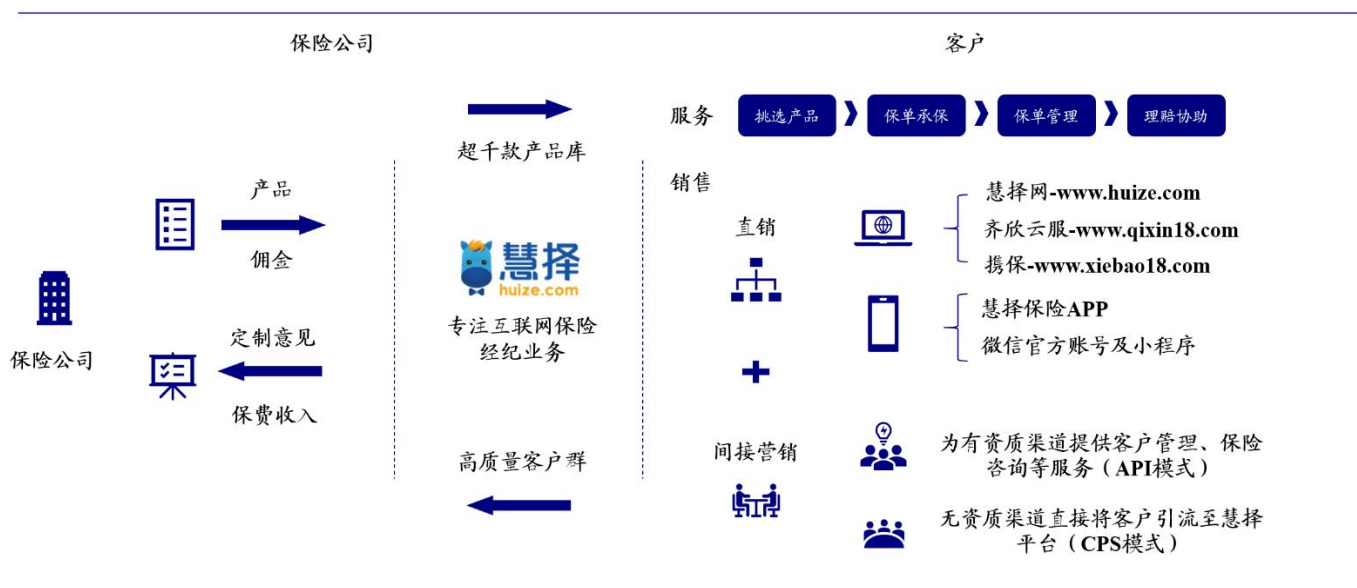 保险公司
客户
服务
挑选产品
保单承保
保单管理
理赔协助
超千款产品库
销售
产品
佣金
直销
慧择网-www.huize.com
齐欣云服-www.qixin18.com
携保-www.xiebao18.com
慧择
huize.com
专注互联网保险
经纪业务
慧择保险APP
微信官方账号及小程序
保险公司
定制意见
保费收入
高质量客户群
间接营销
为有资质渠道提供客户管理、保险
咨询等服务（API模式）
无资质渠道直接将客户引流至慧择
平台（CPS模式）